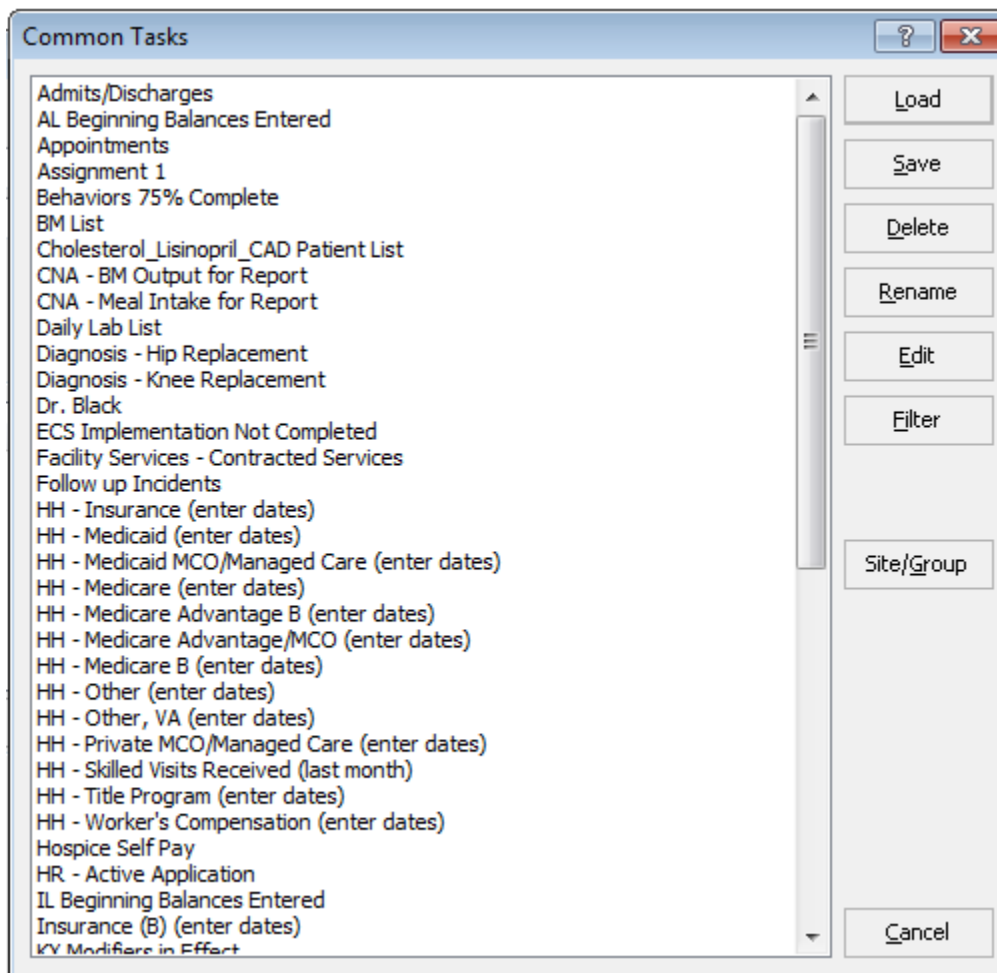 Common Tasks
?
Admits/Discharges
AL Beginning Balances Entered
Appointments
Assignment 1
Behaviors 75% Complete
BM List
Cholesterol_Lisinopril_CAD Patient List
CNA - BM Output for Report
CNA - Meal Intake for Report
Daily Lab List
Diagnosis - Hip Replacement
Diagnosis - Knee Replacement
Dr. Black
ECS Implementation Not Completed
Facility Services - Contracted Services
Follow up Incidents
HH - Insurance (enter dates)
HH - Medicaid (enter dates)
HH - Medicaid MCO/Managed Care (enter dates)
HH - Medicare (enter dates)
HH - Medicare Advantage B (enter dates)
HH - Medicare Advantage/MCO (enter dates)
HH - Medicare B (enter dates)
HH - Other (enter dates)
HH - Other, VA (enter dates)
HH - Private MCO/Managed Care (enter dates)
HH - Skilled Visits Received (last month)
HH - Title Program (enter dates)
HH - Worker's Compensation (enter dates)
Hospice Self Pay
HR - Active Application
IL Beginning Balances Entered
Insurance (B) (enter dates)
KY Modifiers in Effect
Load
Save
Delete
Rename
Edit
Filter
Site/Group
Cancel